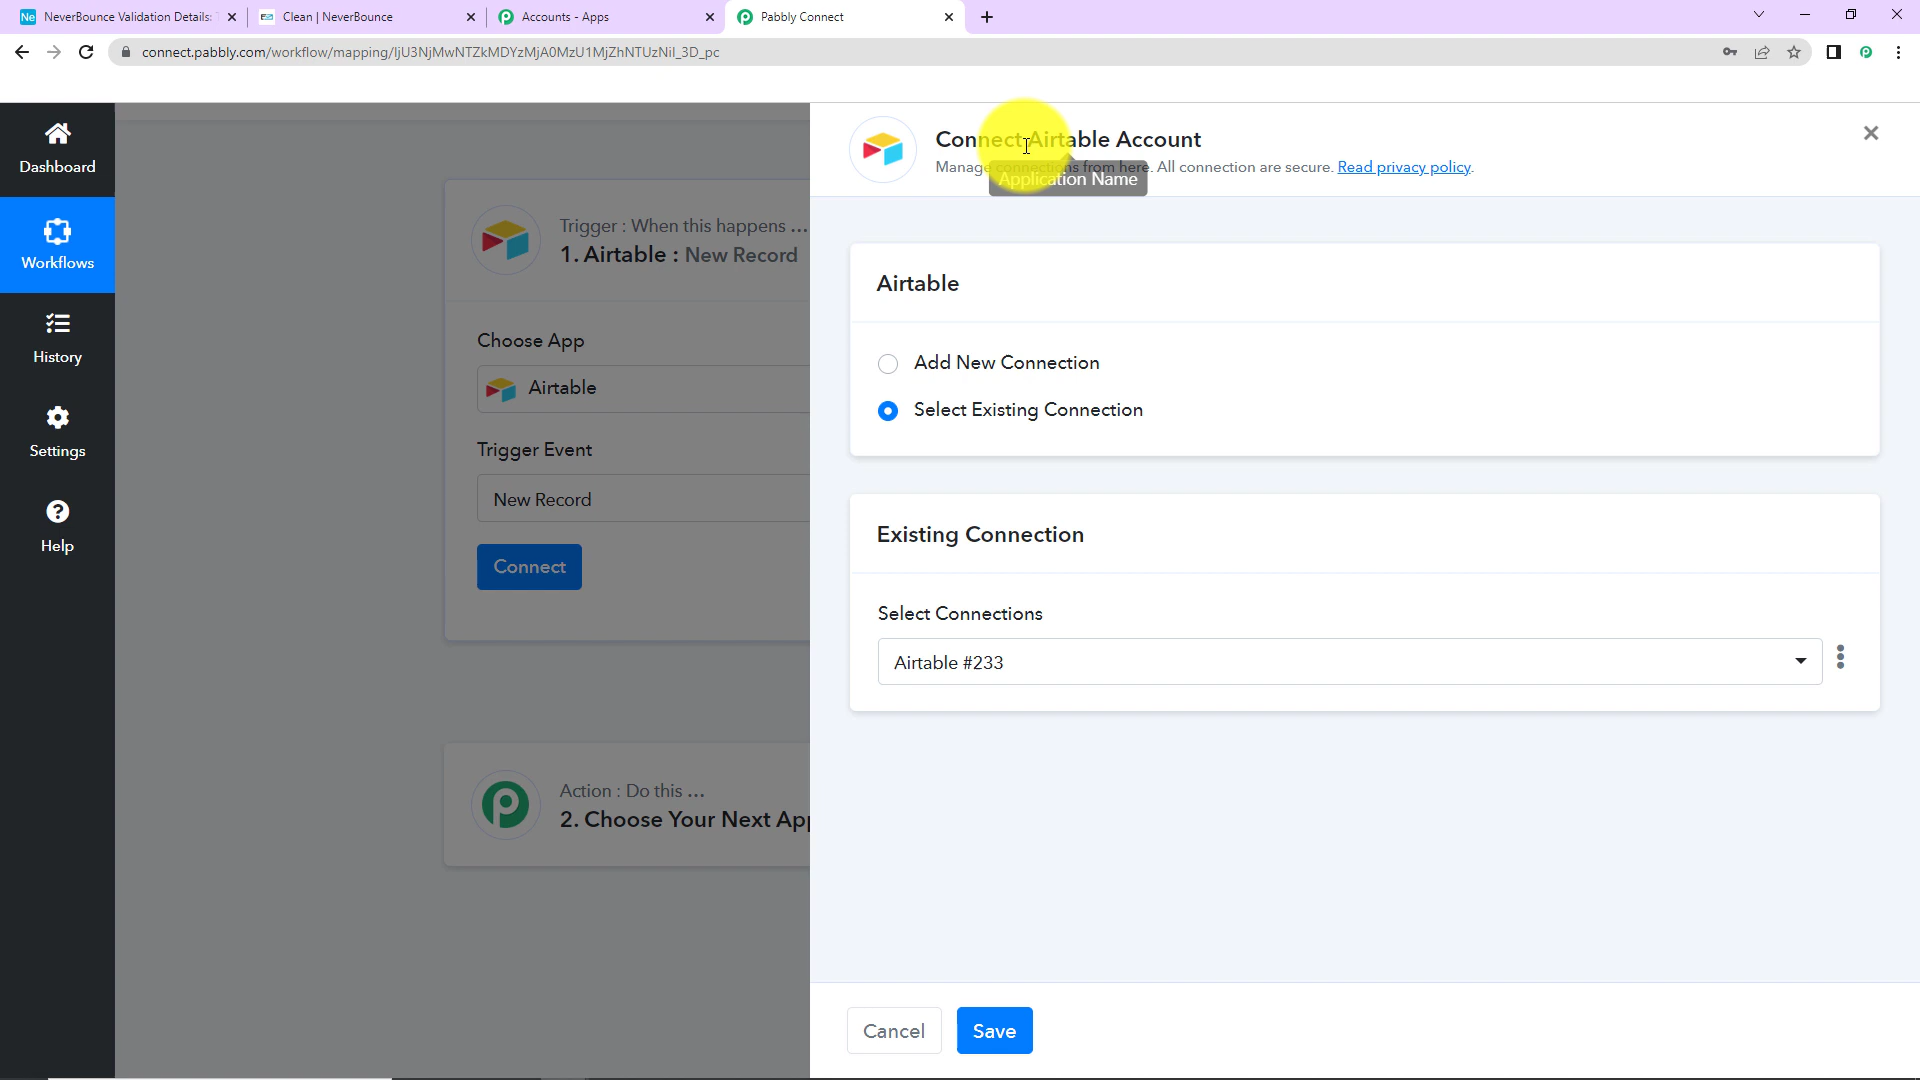 NeverBounce Validation Details:
Clean | NeverBounce
Accounts - Apps
Pabbly Connect
connect.pabbly.com/workflow/mapping/IjU3NjMwNTZkMDYzMjA0MzU1MjZhNTUzNiI_3D_pc
Dashboard
Workflows
History
Settings
Help
Trigger : When this happens ...
1. Airtable : New Record
Choose App
Airtable
Trigger Event
New Record
Connect
Action : Do this ...
2. Choose Your Next App
Connect Airtable Account
Manage connections from here. All connection are secure. Read privacy policy.
Application Name
Airtable
Add New Connection
Select Existing Connection
Existing Connection
Select Connections
Airtable #233
Cancel
Save